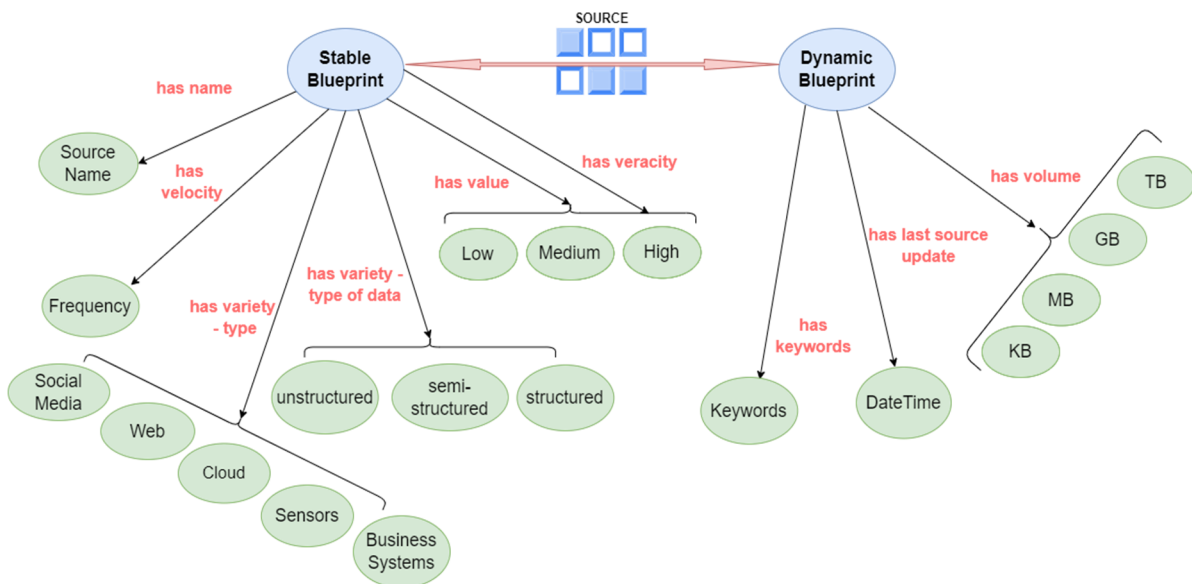 SOURCE
Stable
Blueprint
Dynamic
Blueprint
has name
Source
Name
has
velocity
has value
has veracity
has volume
TB
GB
MB
KB
Low
Medium
High
has last source
update
Frequency
has variety
- type
has variety -
type of data
has
keywords
Social
Media
Web
Cloud
Sensors
Business
Systems
unstructured
semi-
structured
structured
Keywords
DateTime